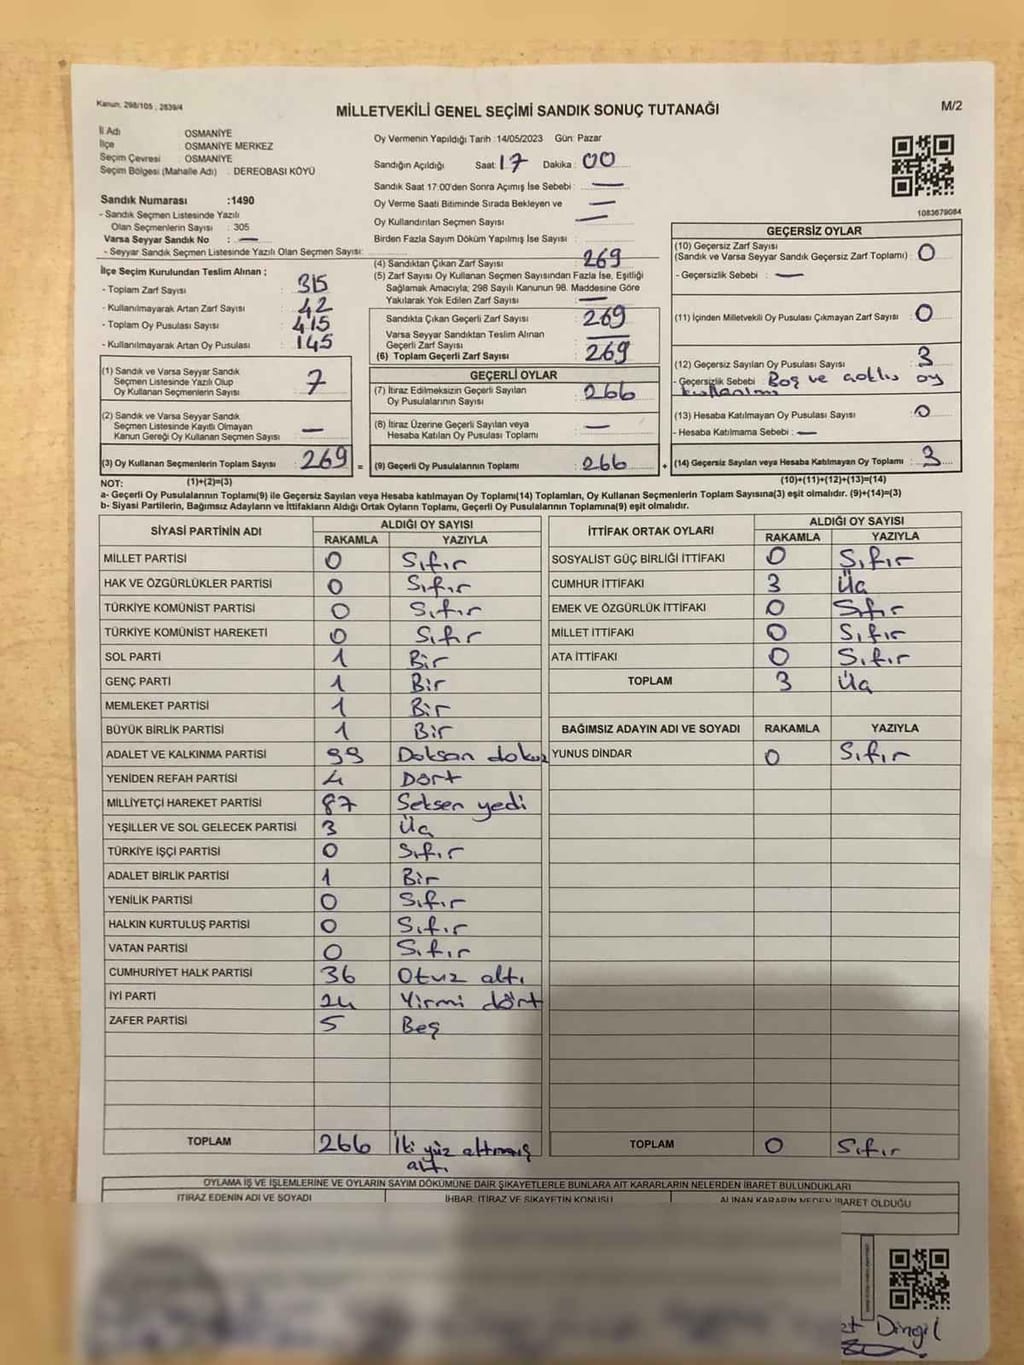 Kanun: 298/105 ; 2839/4
MİLLETVEKİLİ GENEL SEÇİMİ SANDIK SONUÇ TUTANAĞI
M/2
İl Adı OSMANİYE
İlçe OSMANİYE MERKEZ
Seçim Çevresi OSMANİYE
Seçim Bölgesi (Mahalle Adı) : DEREOBASI KÖYÜ
Sandık Numarası :1490
- Sandık Seçmen Listesinde Yazılı
Olan Seçmenlerin Sayısı : 305
Varsa Seyyar Sandık No : —
- Seyyar Sandık Seçmen Listesinde Yazılı Olan Seçmen Sayısı:
İlçe Seçim Kurulundan Teslim Alınan ;
- Toplam Zarf Sayısı : 315
- Kullanılmayarak Artan Zarf Sayısı : 42
- Toplam Oy Pusulası Sayısı : 415
- Kullanılmayarak Artan Oy Pusulası : 145
(1) Sandık ve Varsa Seyyar Sandık
Seçmen Listesinde Yazılı Olup
Oy Kullanan Seçmenlerin Sayısı : 7
(2) Sandık ve Varsa Seyyar Sandık
Seçmen Listesinde Kayıtlı Olmayan
Kanun Gereği Oy Kullanan Seçmen Sayısı —
(3) Oy Kullanan Seçmenlerin Toplam Sayısı : 269 =
Oy Vermenin Yapıldığı Tarih :14/05/2023 Gün: Pazar
Sandığın Açıldığı Saat: 17 Dakika : 00
Sandık Saat 17:00'den Sonra Açımış İse Sebebi : —
Oy Verme Saati Bitiminde Sırada Bekleyen ve —
Oy Kullandırılan Seçmen Sayısı —
Birden Fazla Sayım Döküm Yapılmış İse Sayısı :
(4) Sandıktan Çıkan Zarf Sayısı : 269
(5) Zarf Sayısı Oy Kullanan Seçmen Sayısından Fazla İse, Eşitliği
Sağlamak Amacıyla; 298 Sayılı Kanunun 98. Maddesine Göre
Yakılarak Yok Edilen Zarf Sayısı : —
Sandıkta Çıkan Geçerli Zarf Sayısı : 269
Varsa Seyyar Sandıktan Teslim Alınan
Geçerli Zarf Sayısı : —
(6) Toplam Geçerli Zarf Sayısı : 269
GEÇERLİ OYLAR
(7) İtiraz Edilmeksizin Geçerli Sayılan
Oy Pusulalarının Sayısı : 266
(8) İtiraz Üzerine Geçerli Sayılan veya
Hesaba Katılan Oy Pusulası Toplamı : —
(9) Geçerli Oy Pusulalarının Toplamı : 266 +
1083679084
GEÇERSİZ OYLAR
(10) Geçersiz Zarf Sayısı
(Sandık ve Varsa Seyyar Sandık Geçersiz Zarf Toplamı) : 0
- Geçersizlik Sebebi : —
(11) İçinden Milletvekili Oy Pusulası Çıkmayan Zarf Sayısı : 0
(12) Geçersiz Sayılan Oy Pusulası Sayısı : 3
- Geçersizlik Sebebi : Boş ve oy
(13) Hesaba Katılmayan Oy Pusulası Sayısı : 0
- Hesaba Katılmama Sebebi : —
(14) Geçersiz Sayılan veya Hesaba Katılmayan Oy Toplamı : 3
NOT: (1)+(2)=(3) (10)+(11)+(12)+(13)=(14)
a- Geçerli Oy Pusulalarının Toplamı(9) ile Geçersiz Sayılan veya Hesaba katılmayan Oy Toplamı(14) Toplamları, Oy Kullanan Seçmenlerin Toplam Sayısına(3) eşit olmalıdır. (9)+(14)=(3)
b- Siyasi Partilerin, Bağımsız Adayların ve İttifakların Aldığı Ortak Oyların Toplamı, Geçerli Oy Pusulalarının Toplamına(9) eşit olmalıdır.
SİYASİ PARTİNİN ADI ALDIĞI OY SAYISI
RAKAMLA YAZIYLA
MİLLET PARTİSİ 0 Sıfır
HAK VE ÖZGÜRLÜKLER PARTİSİ 0 Sıfır
TÜRKİYE KOMÜNİST PARTİSİ 0 Sıfır
TÜRKİYE KOMÜNİST HAREKETİ 0 Sıfır
SOL PARTİ 1 Bir
GENÇ PARTİ 1 Bir
MEMLEKET PARTİSİ 1 Bir
BÜYÜK BİRLİK PARTİSİ 1 Bir
ADALET VE KALKINMA PARTİSİ 99 Doksan dokuz
YENİDEN REFAH PARTİSİ 4 Dört
MİLLİYETÇİ HAREKET PARTİSİ 87 Seksen yedi
YEŞİLLER VE SOL GELECEK PARTİSİ 3 Üç
TÜRKİYE İŞÇİ PARTİSİ 0 Sıfır
ADALET BİRLİK PARTİSİ 1 Bir
YENİLİK PARTİSİ 0 Sıfır
HALKIN KURTULUŞ PARTİSİ 0 Sıfır
VATAN PARTİSİ 0 Sıfır
CUMHURİYET HALK PARTİSİ 36 Otuz altı
İYİ PARTİ 24 Yirmi dört
ZAFER PARTİSİ 5 Beş
TOPLAM 266 İki yüz altmış
altı
İTTİFAK ORTAK OYLARI ALDIĞI OY SAYISI
RAKAMLA YAZIYLA
SOSYALİST GÜÇ BİRLİĞİ İTTİFAKI 0 Sıfır
CUMHUR İTTİFAKI 3 Üç
EMEK VE ÖZGÜRLÜK İTTİFAKI 0 Sıfır
MİLLET İTTİFAKI 0 Sıfır
ATA İTTİFAKI 0 Sıfır
TOPLAM 3 Üç
BAĞIMSIZ ADAYIN ADI VE SOYADI RAKAMLA YAZIYLA
YUNUS DİNDAR 0 Sıfır
TOPLAM 0 Sıfır
OYLAMA İŞ VE İŞLEMLERİNE VE OYLARIN SAYIM DÖKÜMÜNE DAİR ŞİKAYETLERLE BUNLARA AİT KARARLARIN NELERDEN İBARET BULUNDUKLARI
İTİRAZ EDENİN ADI VE SOYADI İHBAR, İTİRAZ VE ŞİKAYETİN KONUSU ALINAN KARARIN NEDEN İBARET OLDUĞU
Dingil